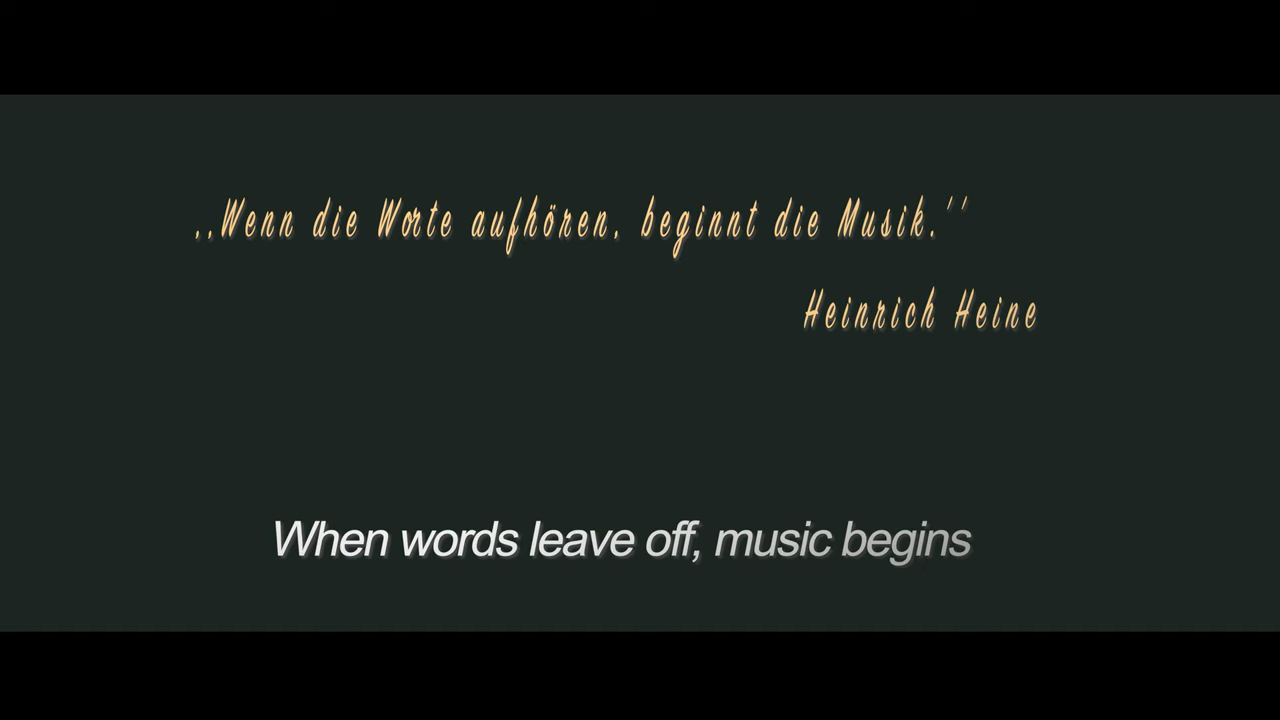 ,,Wenn die Worte aufhören, beginnt die Musik.''
Heinrich Heine
When words leave off, music begins